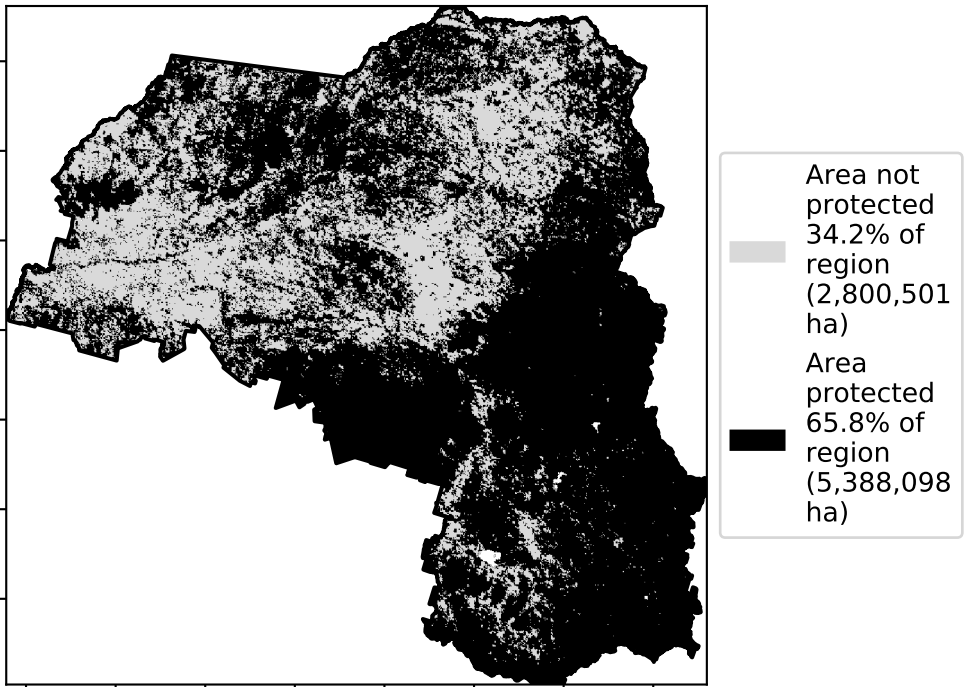 Area not
protected
34.2% of
region
(2,800,501
ha)
Area
protected
65.8% of
region
(5,388,098
ha)